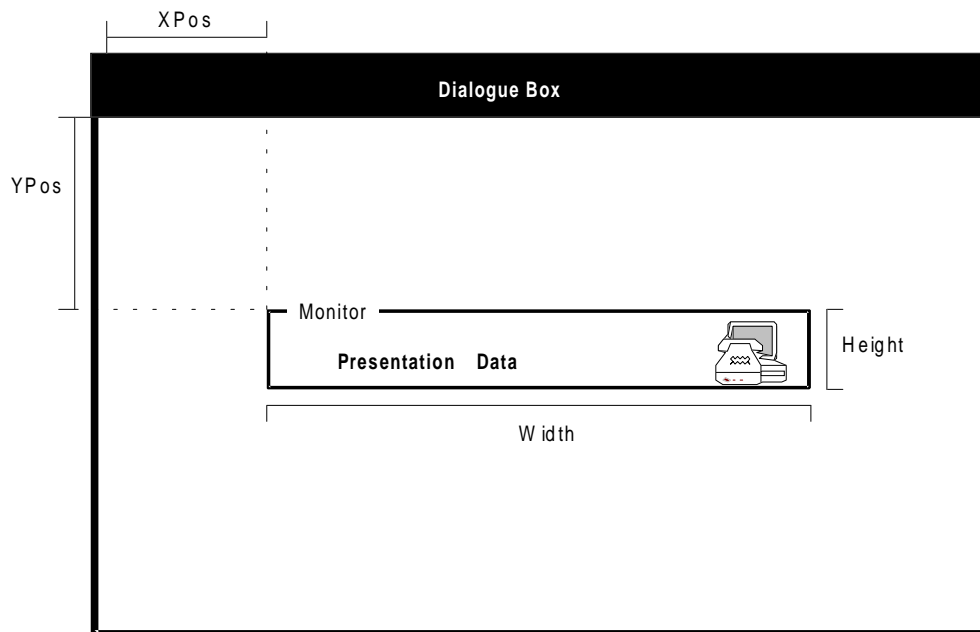 XPos
Dialogue Box
YPos
Monitor
Presentation Data
Height
Width